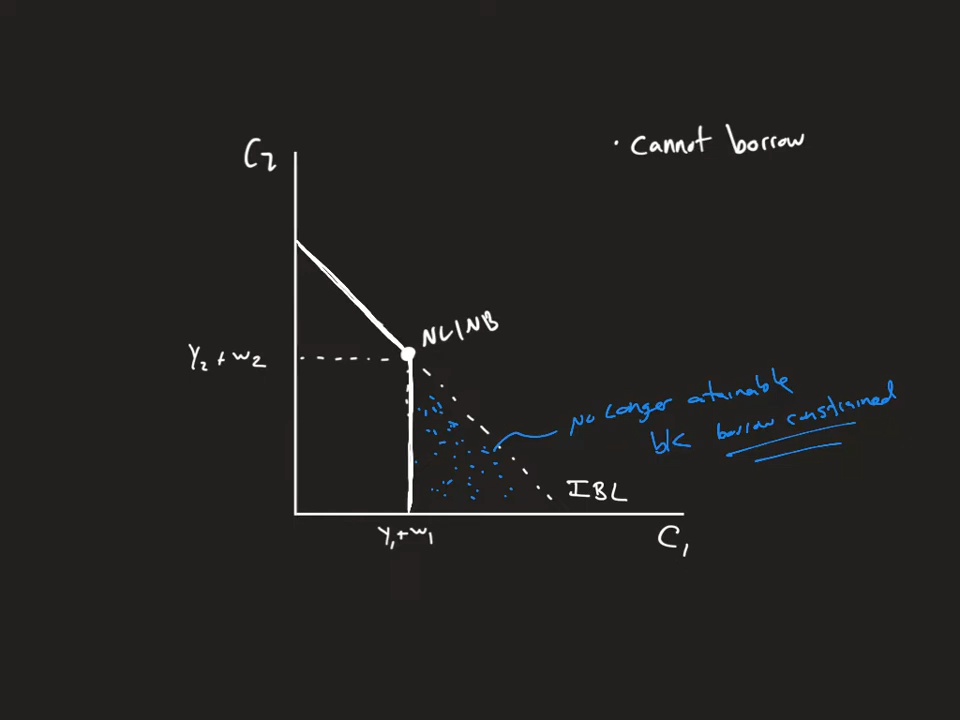 • Cannot borrow
C₂
NL/NB
Y₂ + w₂
No longer attainable
b/c borrow constrained
IBL
Y₁ + w₁
C₁